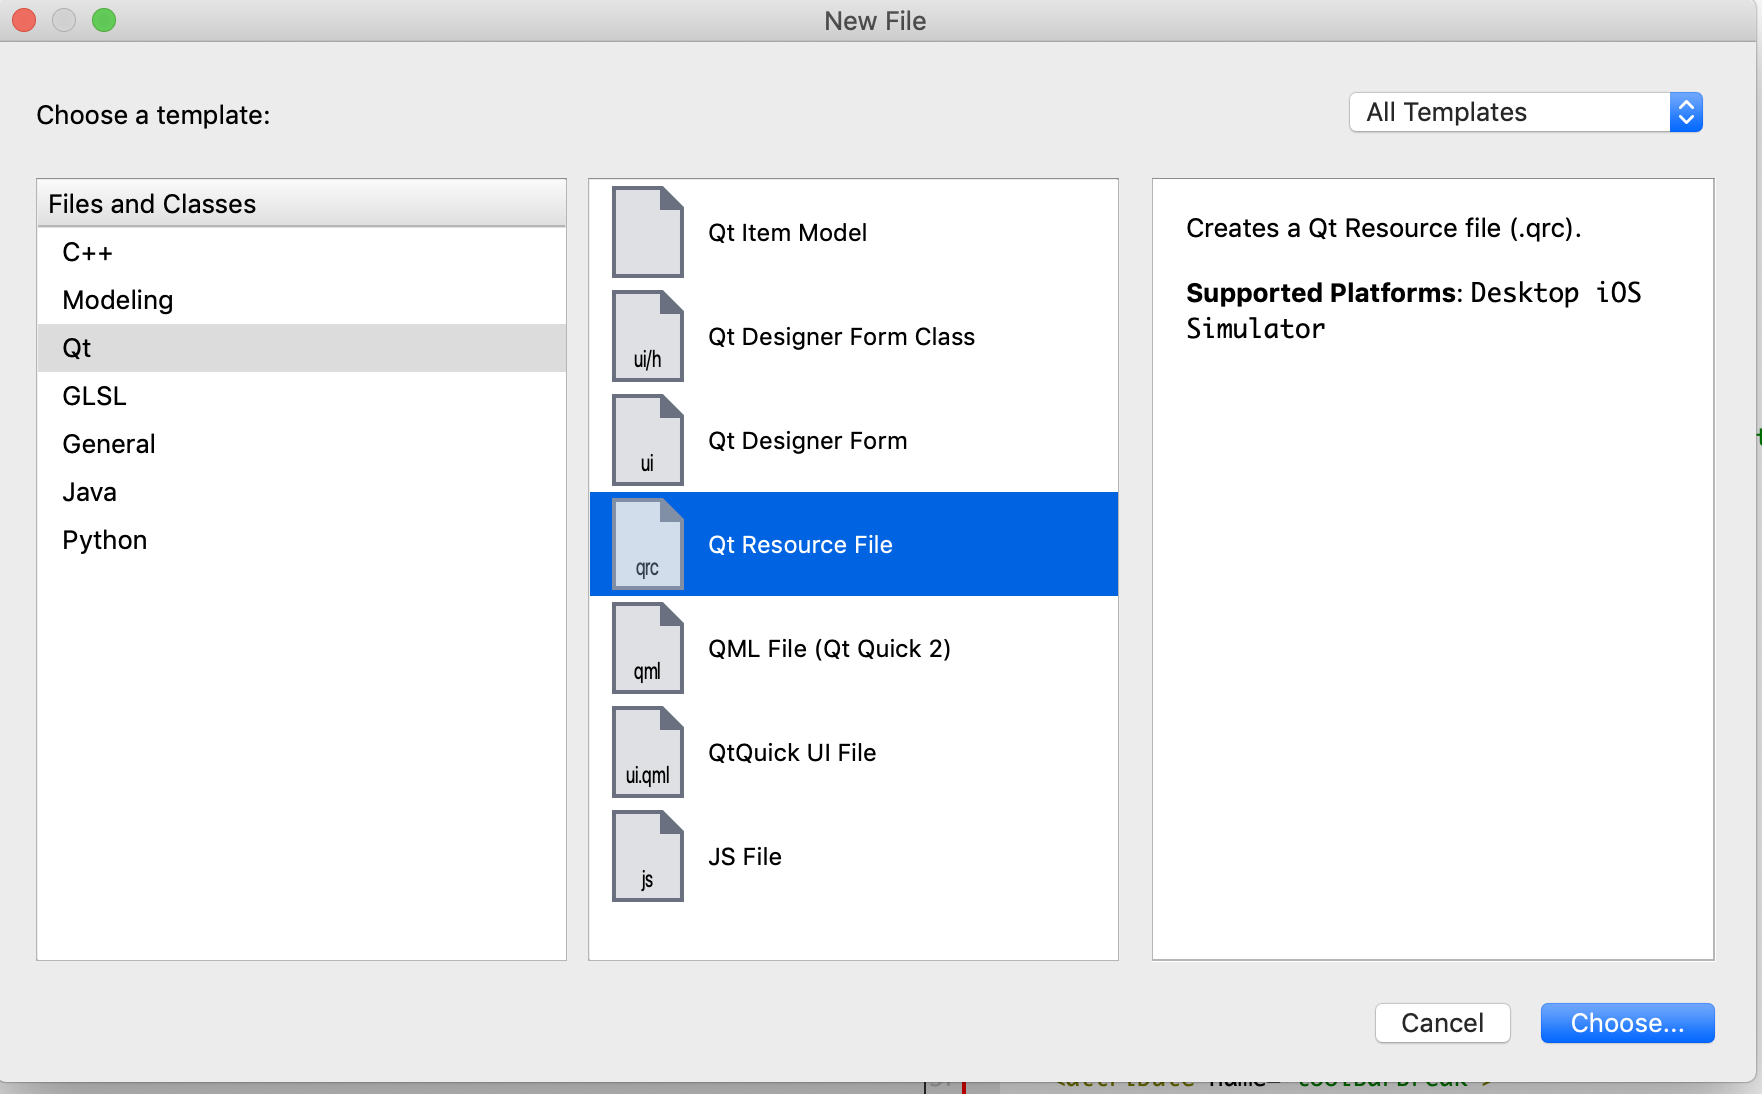 New File
Choose a template:
All Templates
Files and Classes
C++
Modeling
Qt
GLSL
General
Java
Python
Qt Item Model
ui/h
Qt Designer Form Class
ui
Qt Designer Form
qrc
Qt Resource File
qml
QML File (Qt Quick 2)
ui.qml
QtQuick UI File
js
JS File
Creates a Qt Resource file (.qrc).
Supported Platforms: Desktop iOS
Simulator
Cancel
Choose...
<attribute name="toolBarBreak">